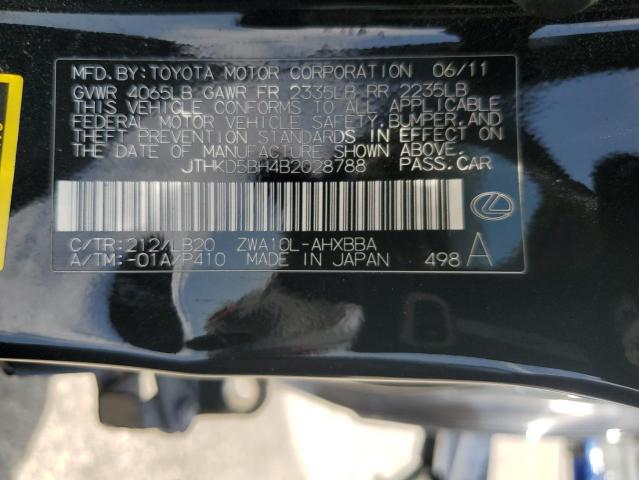 MFD. BY: TOYOTA MOTOR CORPORATION 06/11
GVWR 4065LB GAWR FR 2335LB RR 2235LB
THIS VEHICLE CONFORMS TO ALL APPLICABLE
FEDERAL MOTOR VEHICLE SAFETY, BUMPER, AND
THEFT PREVENTION STANDARDS IN EFFECT ON
THE DATE OF MANUFACTURE SHOWN ABOVE.
JTHKD5BH4B2028788 PASS. CAR
C/TR: 212/LB20 ZWA10L-AHXBBA
A/TM: -01A/P410 MADE IN JAPAN 498 A